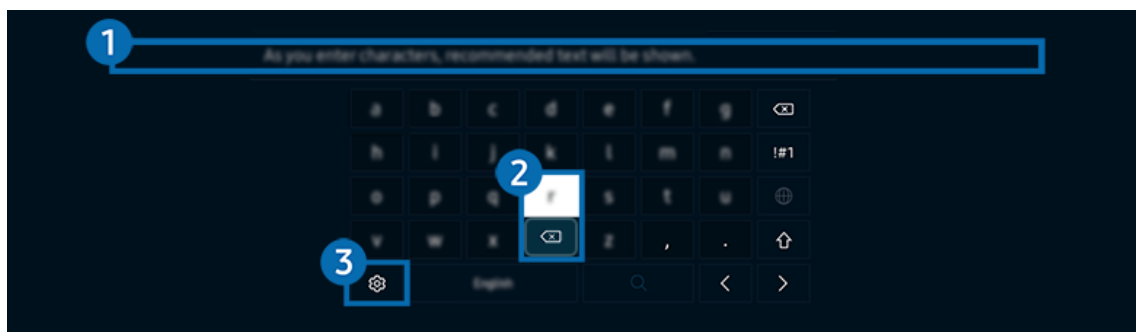 1
As you enter characters, recommended text will be shown.
a b c d e f g
h i j k l m n !#1
2
o p q r s t u
v w x z , .
3
English < >